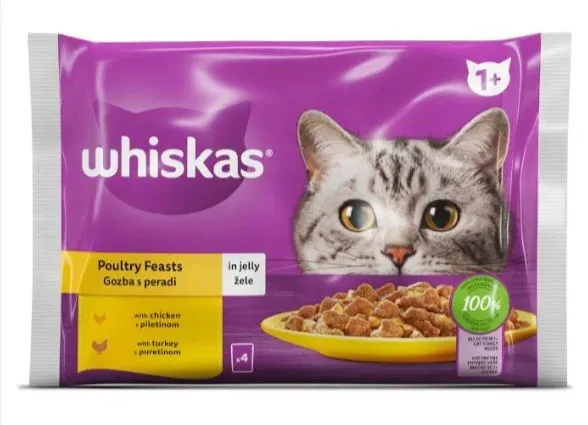 1+
whiskas®
Poultry Feasts
Gozba s peradi
in jelly
žele
with chicken
s piletinom
with turkey
s puretinom
x4
100%